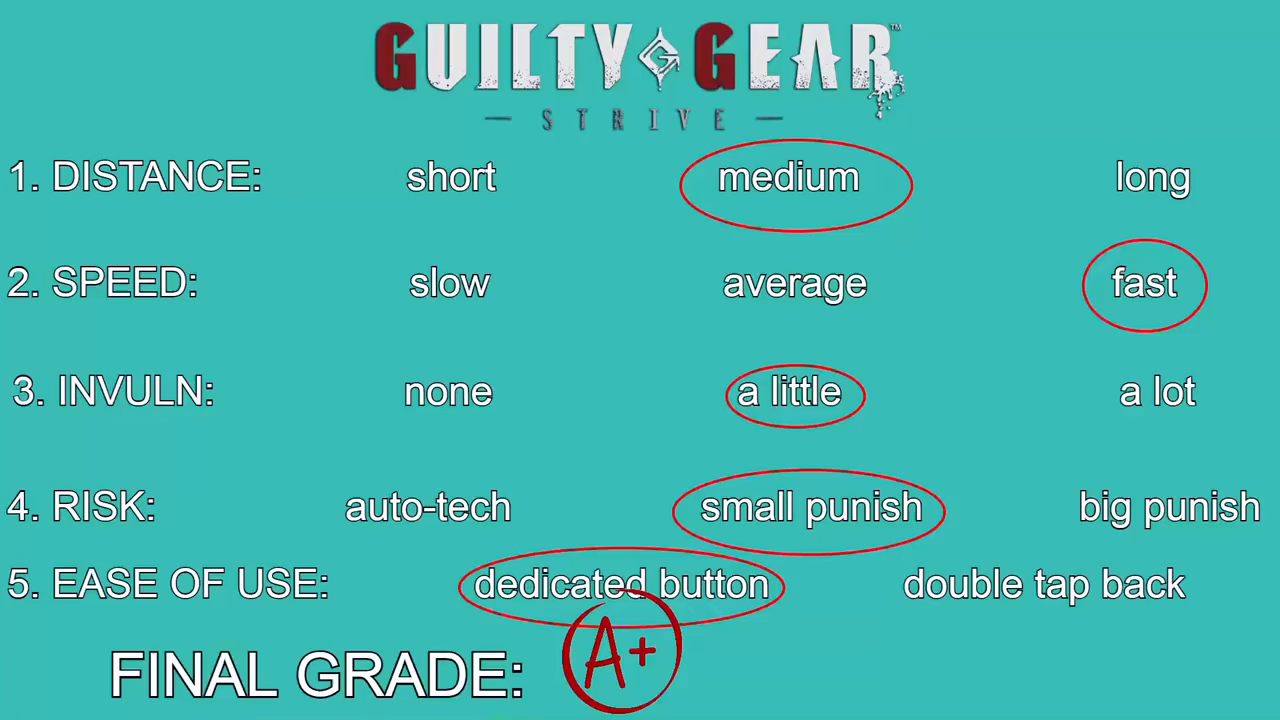 GUILTY GEAR™
STRIVE
1. DISTANCE: short medium long
2. SPEED: slow average fast
3. INVULN: none a little a lot
4. RISK: auto-tech small punish big punish
5. EASE OF USE: dedicated button double tap back
FINAL GRADE: A+